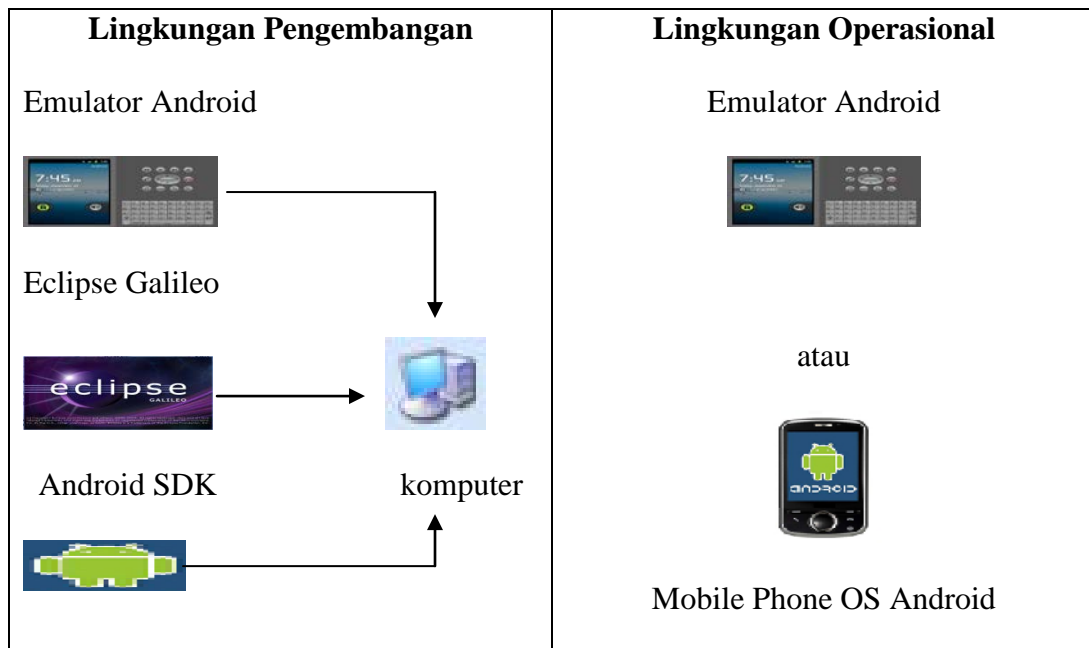 Lingkungan Pengembangan
Emulator Android
7:45
Eclipse Galileo
eclipse
GALILEO
Android SDK
komputer
Lingkungan Operasional
Emulator Android
7:45
atau
ANDROID
Mobile Phone OS Android